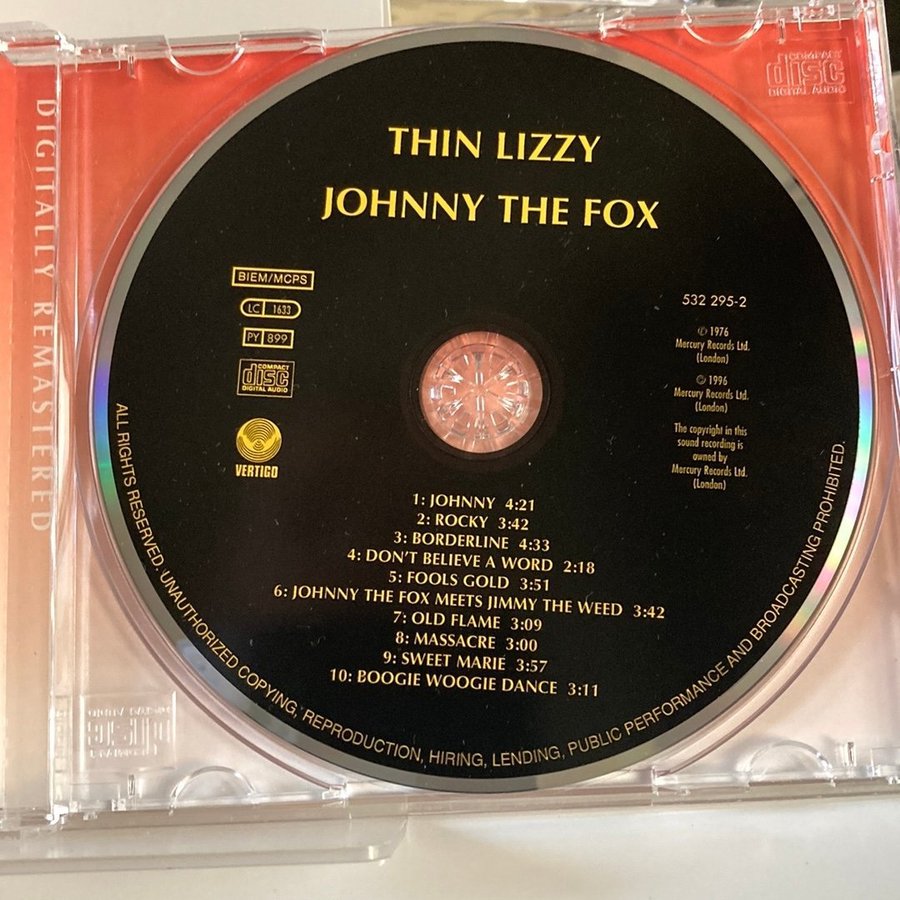 DIGITALLY REMASTERED
COMPACT
disc
DIGITAL AUDIO
THIN LIZZY
JOHNNY THE FOX
BIEM/MCPS
LC 1633
PY 899
COMPACT
disc
DIGITAL AUDIO
VERTIGO
532 295-2
℗ 1976
Mercury Records Ltd.
(London)
© 1996
Mercury Records Ltd.
(London)
The copyright in this
sound recording is
owned by
Mercury Records Ltd.
(London)
1: JOHNNY 4:21
2: ROCKY 3:42
3: BORDERLINE 4:33
4: DON'T BELIEVE A WORD 2:18
5: FOOLS GOLD 3:51
6: JOHNNY THE FOX MEETS JIMMY THE WEED 3:42
7: OLD FLAME 3:09
8: MASSACRE 3:00
9: SWEET MARIE 3:57
10: BOOGIE WOOGIE DANCE 3:11
ALL RIGHTS RESERVED. UNAUTHORIZED COPYING, REPRODUCTION, HIRING, LENDING, PUBLIC PERFORMANCE AND BROADCASTING PROHIBITED.